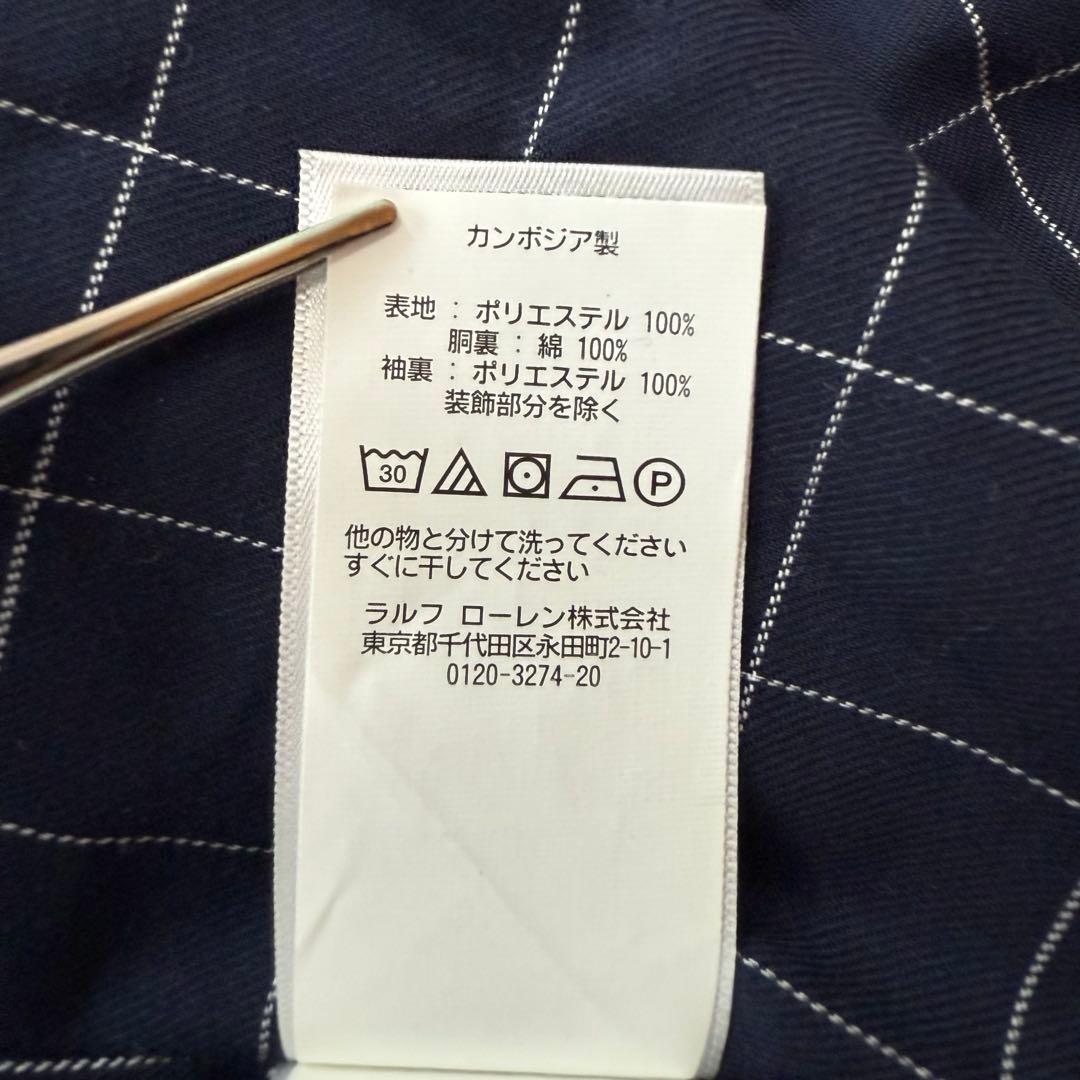 カンボジア製
表地 : ポリエステル 100%
胴裏 : 綿 100%
袖裏 : ポリエステル 100%
装飾部分を除く
30 P
他の物と分けて洗ってください
すぐに干してください
ラルフ ローレン株式会社
東京都千代田区永田町2-10-1
0120-3274-20